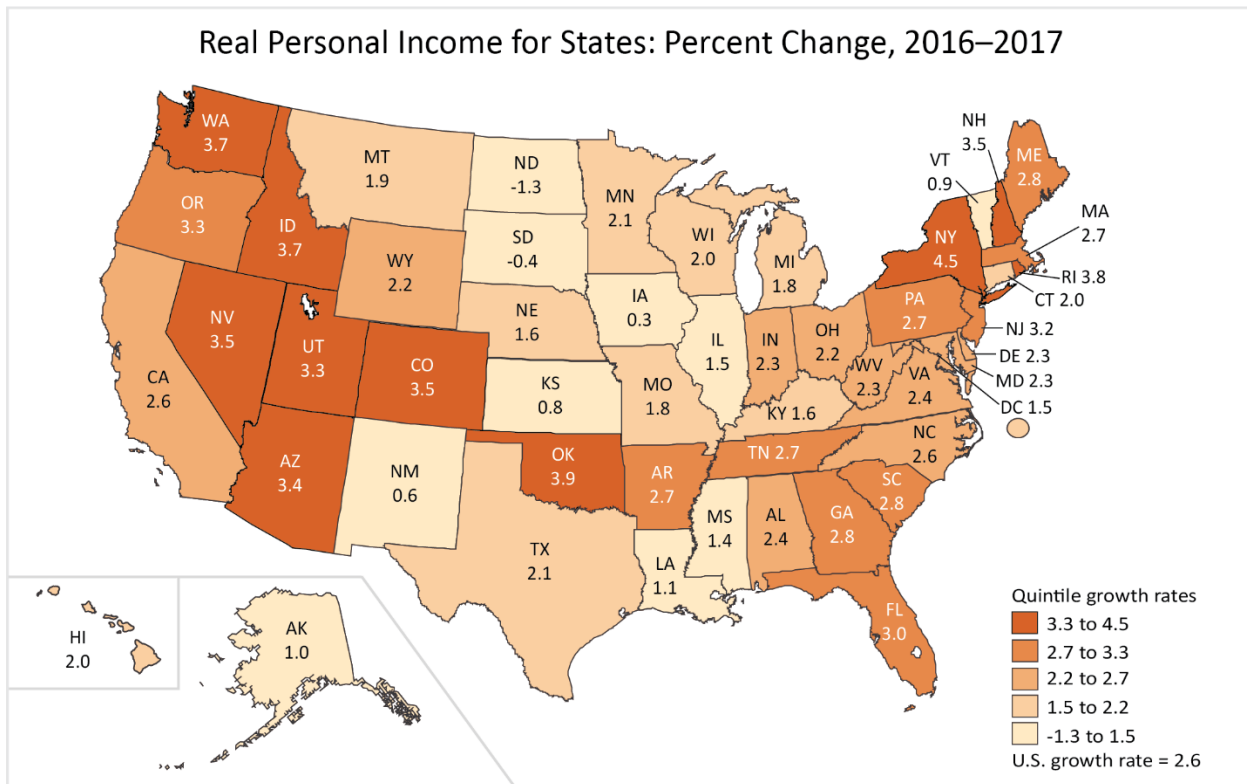 Real Personal Income for States: Percent Change, 2016–2017
WA
3.7
OR
3.3
CA
2.6
ID
3.7
NV
3.5
UT
3.3
AZ
3.4
MT
1.9
WY
2.2
CO
3.5
NM
0.6
ND
-1.3
SD
-0.4
NE
1.6
KS
0.8
OK
3.9
TX
2.1
MN
2.1
IA
0.3
MO
1.8
AR
2.7
LA
1.1
WI
2.0
IL
1.5
MS
1.4
MI
1.8
IN
2.3
OH
2.2
KY 1.6
TN 2.7
AL
2.4
GA
2.8
FL
3.0
SC
2.8
NC
2.6
VA
2.4
WV
2.3
PA
2.7
NY
4.5
VT
0.9
NH
3.5
ME
2.8
MA
2.7
RI 3.8
CT 2.0
NJ 3.2
DE 2.3
MD 2.3
DC 1.5
HI
2.0
AK
1.0
Quintile growth rates
3.3 to 4.5
2.7 to 3.3
2.2 to 2.7
1.5 to 2.2
-1.3 to 1.5
U.S. growth rate = 2.6